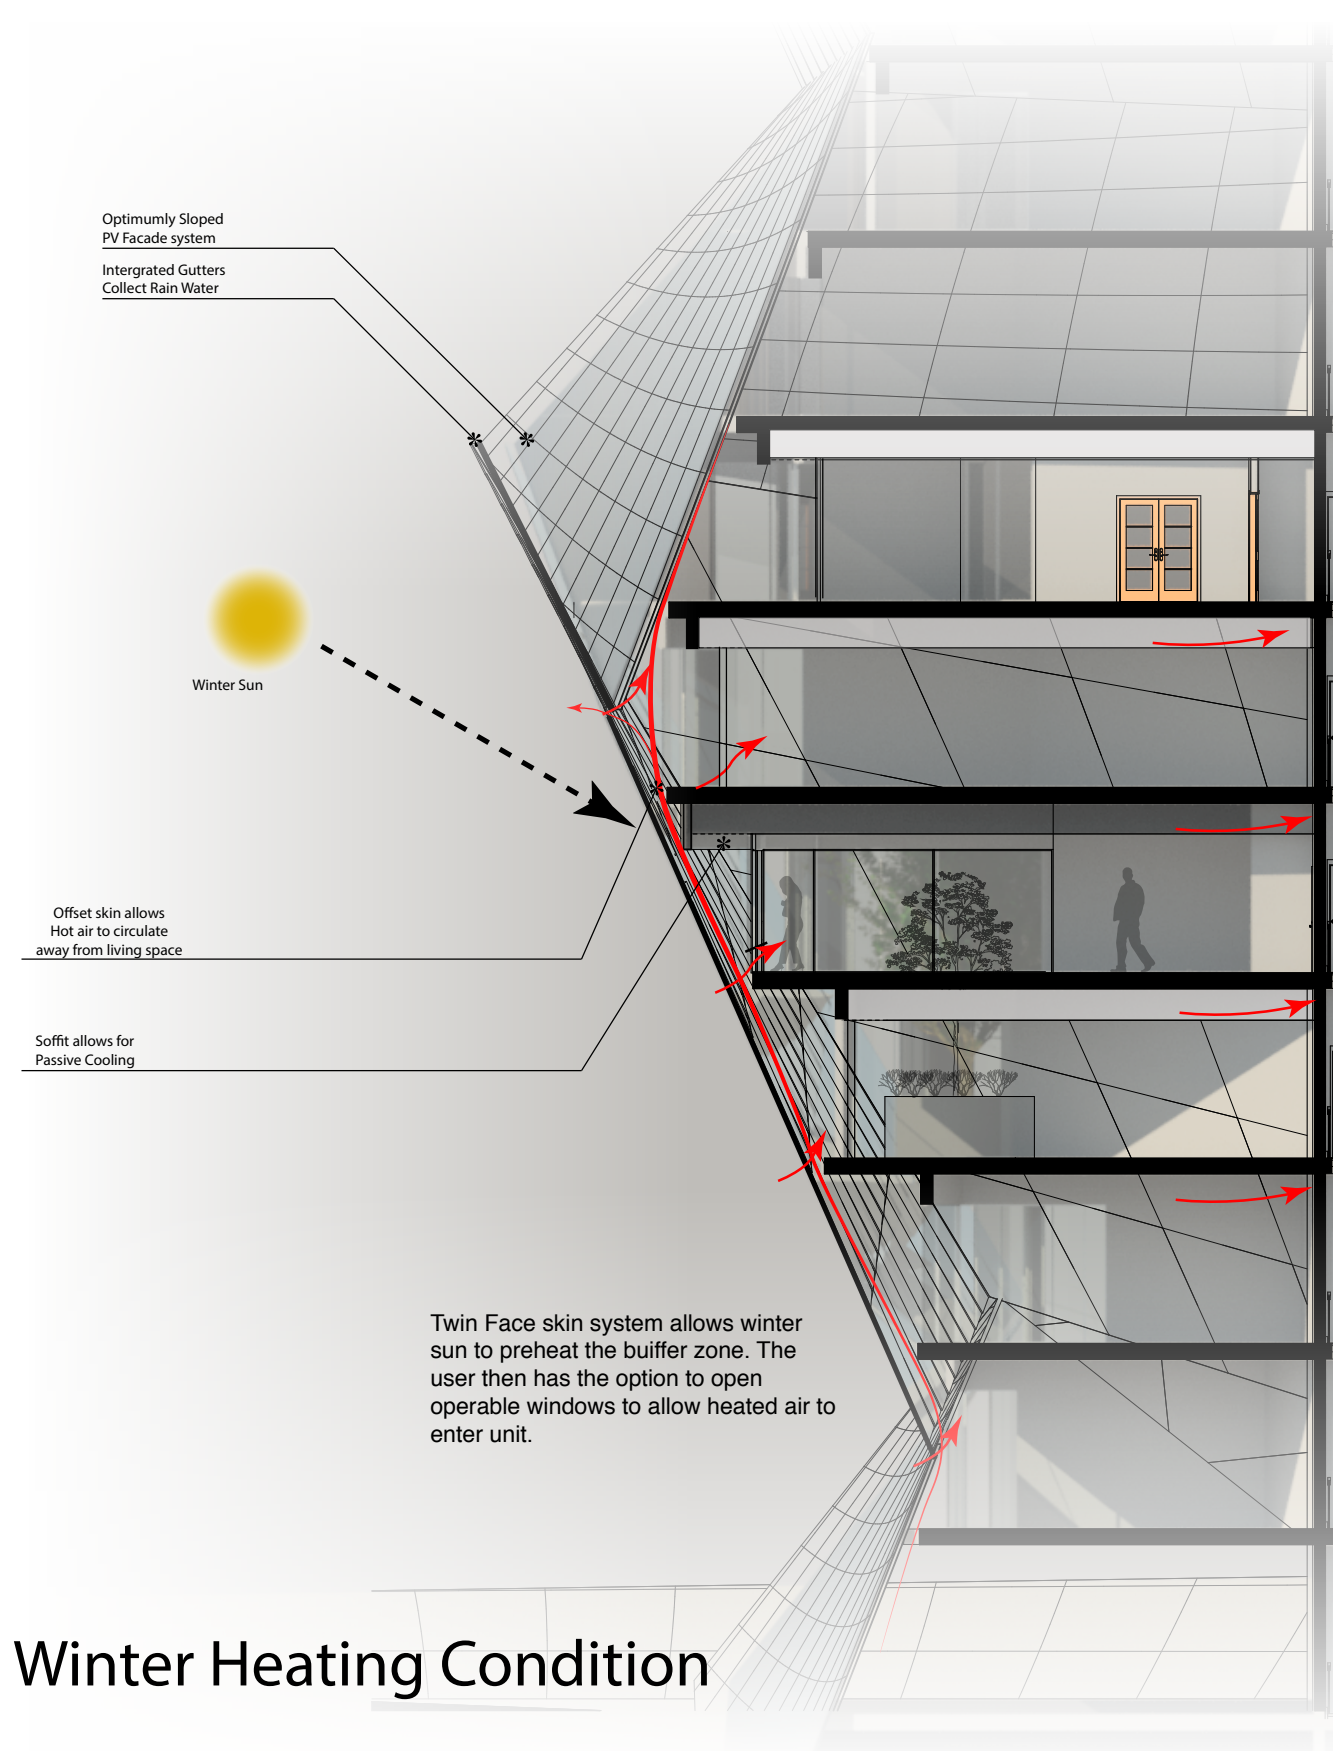 Optimumly Sloped
PV Facade system
Intergrated Gutters
Collect Rain Water
Winter Sun
Offset skin allows
Hot air to circulate
away from living space
Soffit allows for
Passive Cooling
Twin Face skin system allows winter
sun to preheat the buiffer zone. The
user then has the option to open
operable windows to allow heated air to
enter unit.
Winter Heating Condition